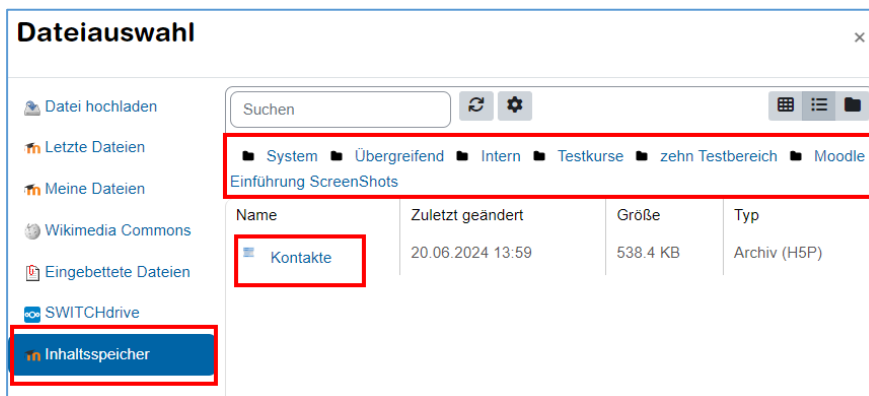 Dateiauswahl
×
Datei hochladen
Letzte Dateien
Meine Dateien
Wikimedia Commons
Eingebettete Dateien
SWITCHdrive
Inhaltsspeicher
Suchen
System Übergreifend Intern Testkurse zehn Testbereich Moodle
Einführung ScreenShots
Name Zuletzt geändert Größe Typ
Kontakte 20.06.2024 13:59 538.4 KB Archiv (H5P)